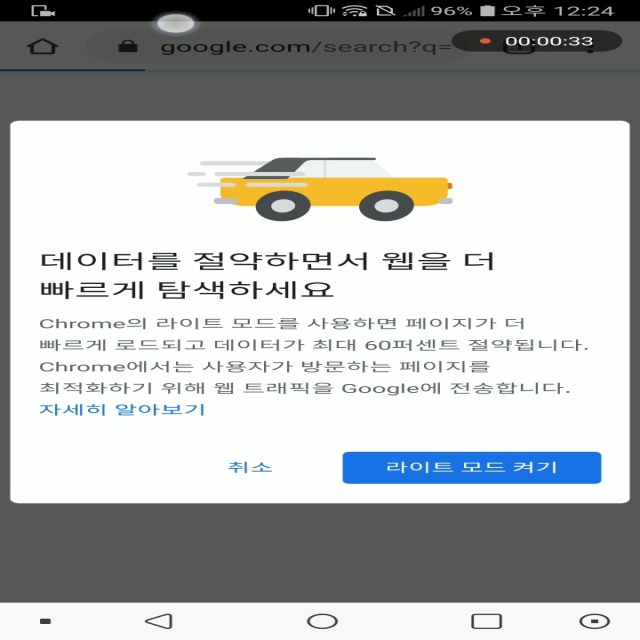 96% 오후 12:24
google.com/search?q=
00:00:33
데이터를 절약하면서 웹을 더
빠르게 탐색하세요
Chrome의 라이트 모드를 사용하면 페이지가 더
빠르게 로드되고 데이터가 최대 60퍼센트 절약됩니다.
Chrome에서는 사용자가 방문하는 페이지를
최적화하기 위해 웹 트래픽을 Google에 전송합니다.
자세히 알아보기
취소
라이트 모드 켜기